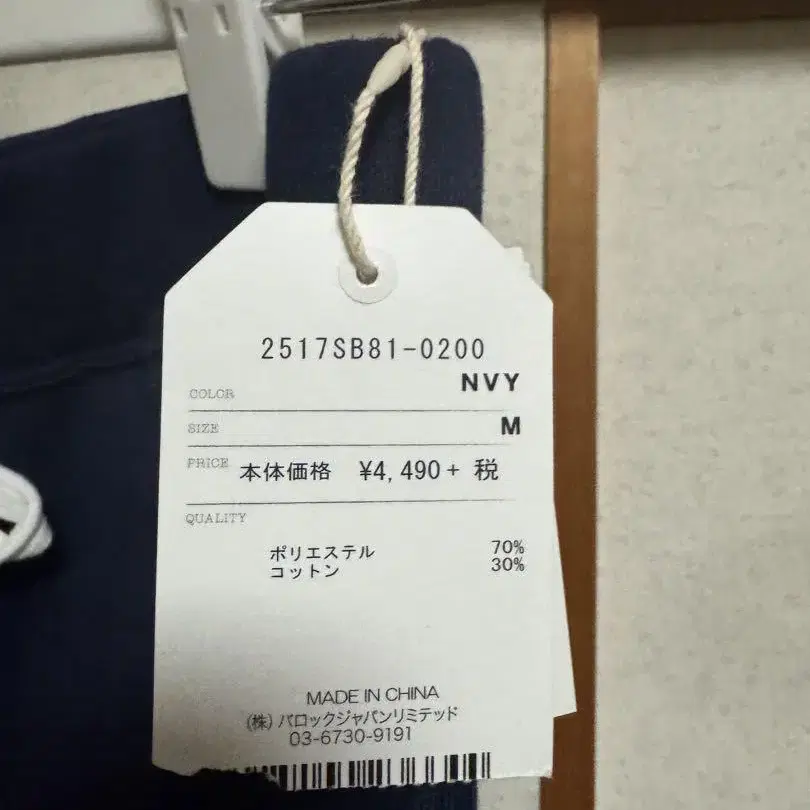 2517SB81-0200
COLOR NVY
SIZE M
PRICE 本体価格 ¥4,490+ 税
QUALITY
ポリエステル 70%
コットン 30%
MADE IN CHINA
(株) バロックジャパンリミテッド
03-6730-9191